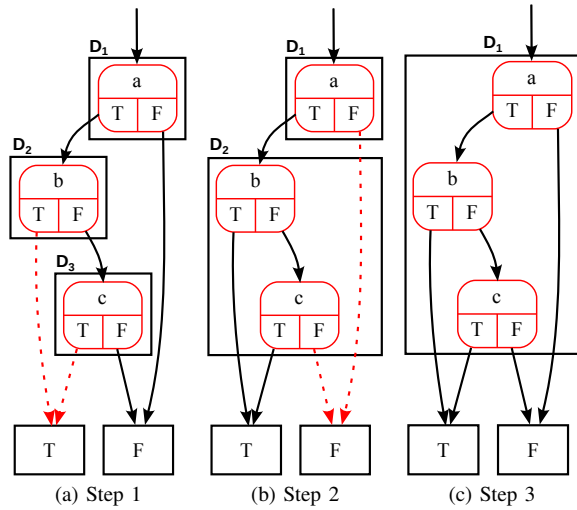 D1
a
T F
D2
b
T F
D3
c
T F
T F
(a) Step 1
D1
a
T F
D2
b
T F
c
T F
T F
(b) Step 2
D1
a
T F
b
T F
c
T F
T F
(c) Step 3